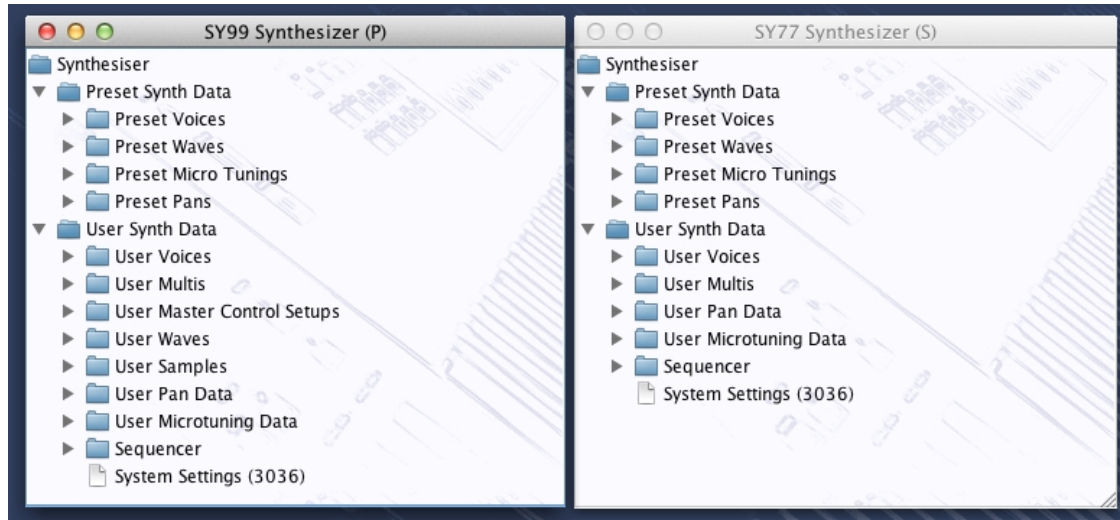 SY99 Synthesizer (P)
Synthesiser
Preset Synth Data
Preset Voices
Preset Waves
Preset Micro Tunings
Preset Pans
User Synth Data
User Voices
User Multis
User Master Control Setups
User Waves
User Samples
User Pan Data
User Microtuning Data
Sequencer
System Settings (3036)
SY77 Synthesizer (S)
Synthesiser
Preset Synth Data
Preset Voices
Preset Waves
Preset Micro Tunings
Preset Pans
User Synth Data
User Voices
User Multis
User Pan Data
User Microtuning Data
Sequencer
System Settings (3036)